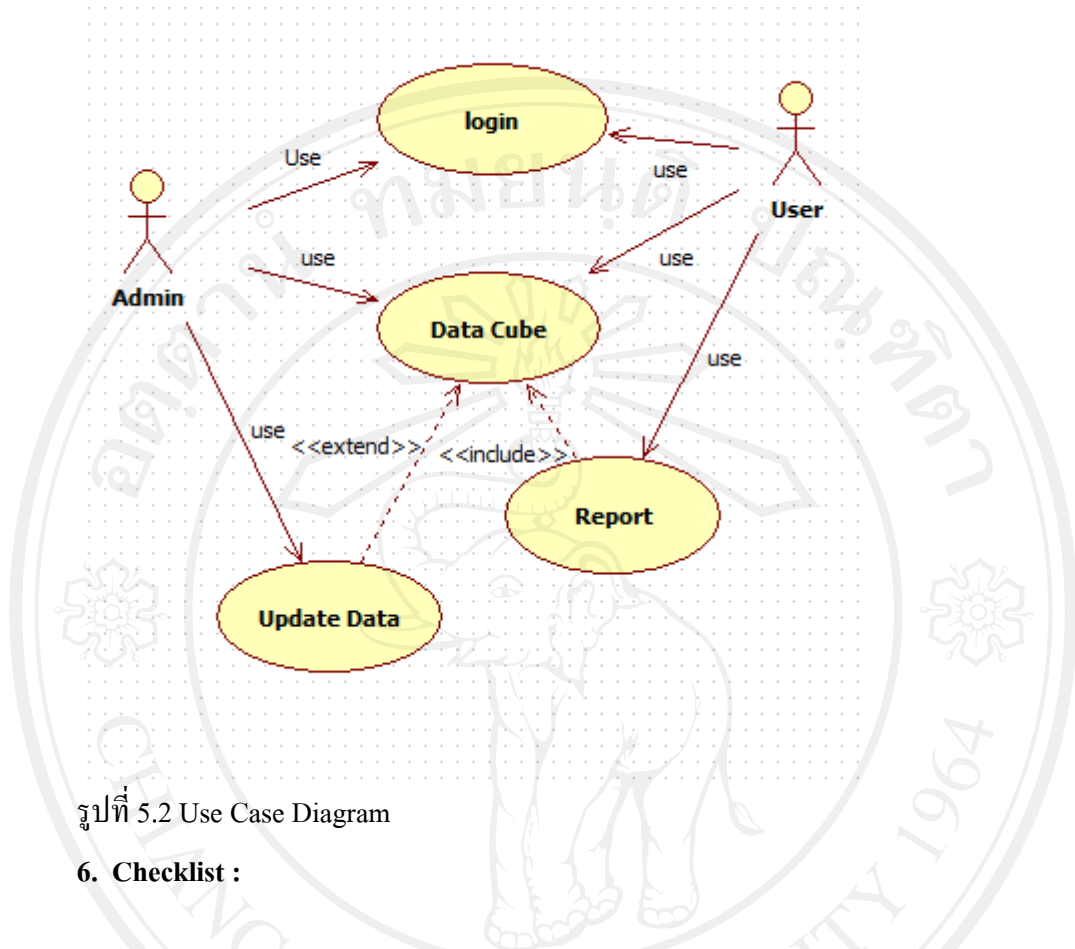 login
Use
use
User
use
use
Admin
Data Cube
use
use
<<extend>>
<<include>>
Report
Update Data
รูปที่ 5.2 Use Case Diagram
6. Checklist :
1964